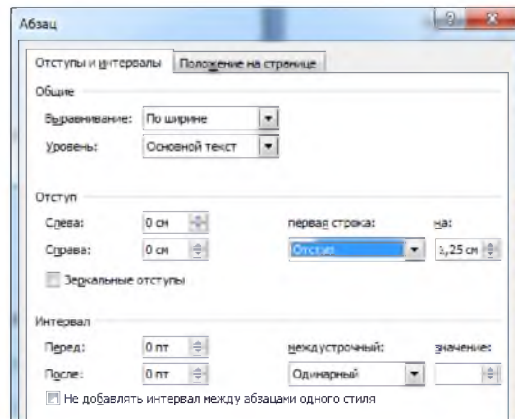 Абзац
Отступы и интервалы Положение на странице
Общие
Выравнивание: По ширине
Уровень: Основной текст
Отступ
Слева: 0 см первая строка: на:
Справа: 0 см Отступ 1,25 см
Зеркальные отступы
Интервал
Перед: 0 пт междустрочный: значение:
После: 0 пт Одинарный
Не добавлять интервал между абзацами одного стиля